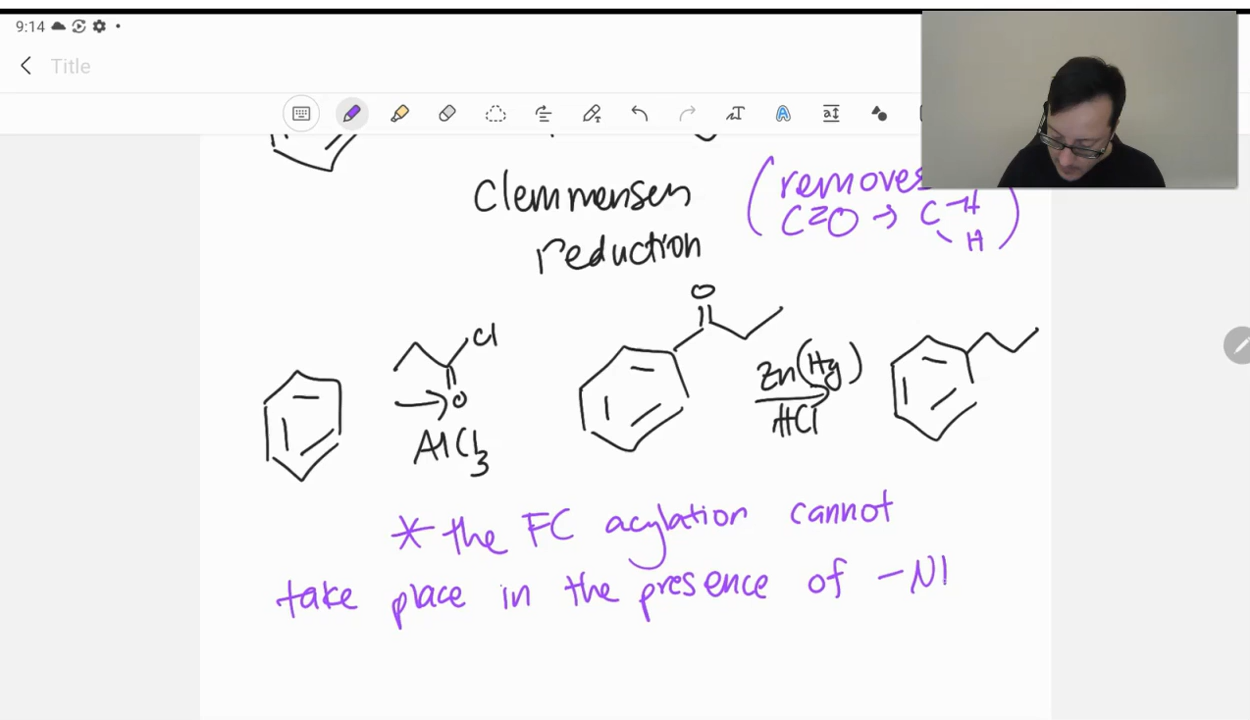 9:14
Title
Clemmensen
reduction
(removes
C=O → C-H
H)
O
Cl
O
AlCl3
Zn(Hg)
HCl
* the FC acylation cannot
take place in the presence of -N